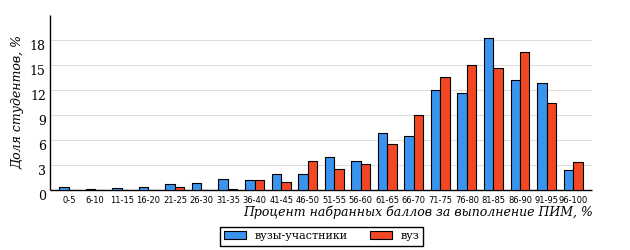 Доля студентов, %
18
15
12
9
6
3
0
0-5 6-10 11-15 16-20 21-25 26-30 31-35 36-40 41-45 46-50 51-55 56-60 61-65 66-70 71-75 76-80 81-85 86-90 91-95 96-100
Процент набранных баллов за выполнение ПИМ, %
вузы-участники вуз